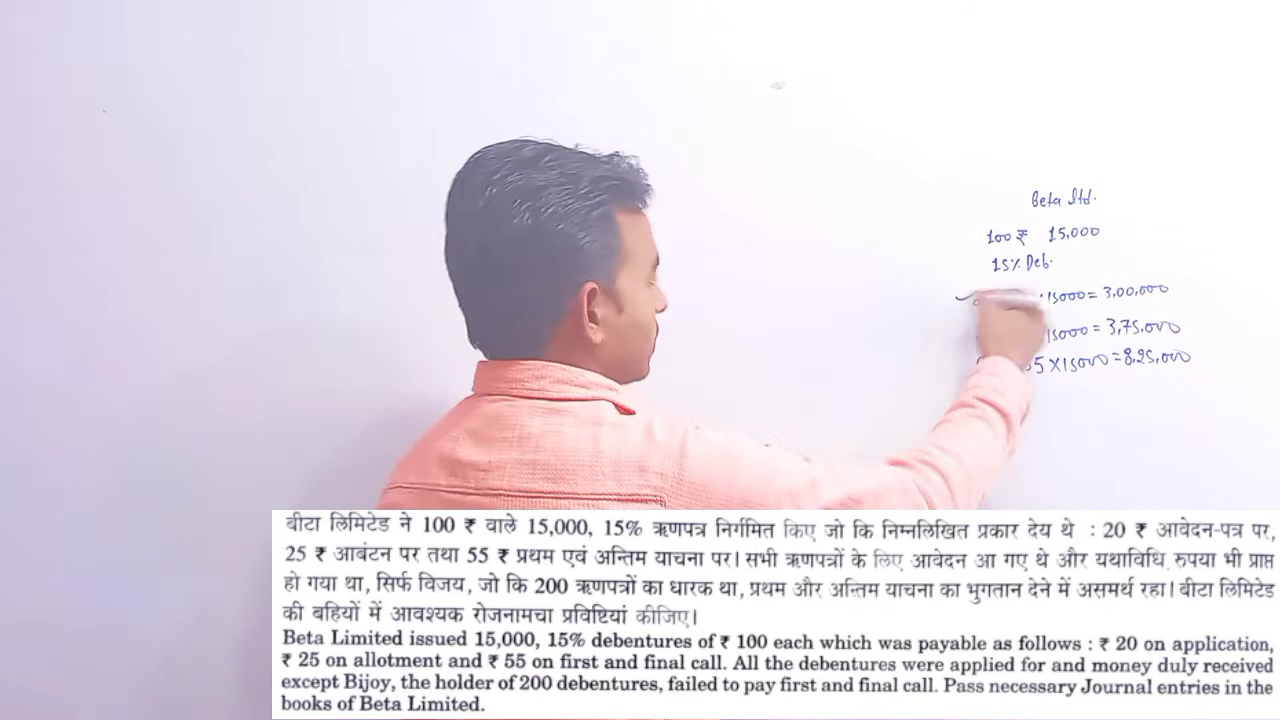 Beta ltd.
100 ₹ 15,000
15% Deb.
15000 = 3,00,000
15000 = 3,75,000
5 × 15000 = 8,25,000
बीटा लिमिटेड ने 100 ₹ वाले 15,000, 15% ऋणपत्र निर्गमित किए जो कि निम्नलिखित प्रकार देय थे : 20 ₹ आवेदन-पत्र पर,
25 ₹ आबंटन पर तथा 55 ₹ प्रथम एवं अन्तिम याचना पर। सभी ऋणपत्रों के लिए आवेदन आ गए थे और यथाविधि रुपया भी प्राप्त
हो गया था, सिर्फ विजय, जो कि 200 ऋणपत्रों का धारक था, प्रथम और अन्तिम याचना का भुगतान देने में असमर्थ रहा। बीटा लिमिटेड
की बहियों में आवश्यक रोजनामचा प्रविष्टियां कीजिए।
Beta Limited issued 15,000, 15% debentures of ₹ 100 each which was payable as follows : ₹ 20 on application,
₹ 25 on allotment and ₹ 55 on first and final call. All the debentures were applied for and money duly received
except Bijoy, the holder of 200 debentures, failed to pay first and final call. Pass necessary Journal entries in the
books of Beta Limited.